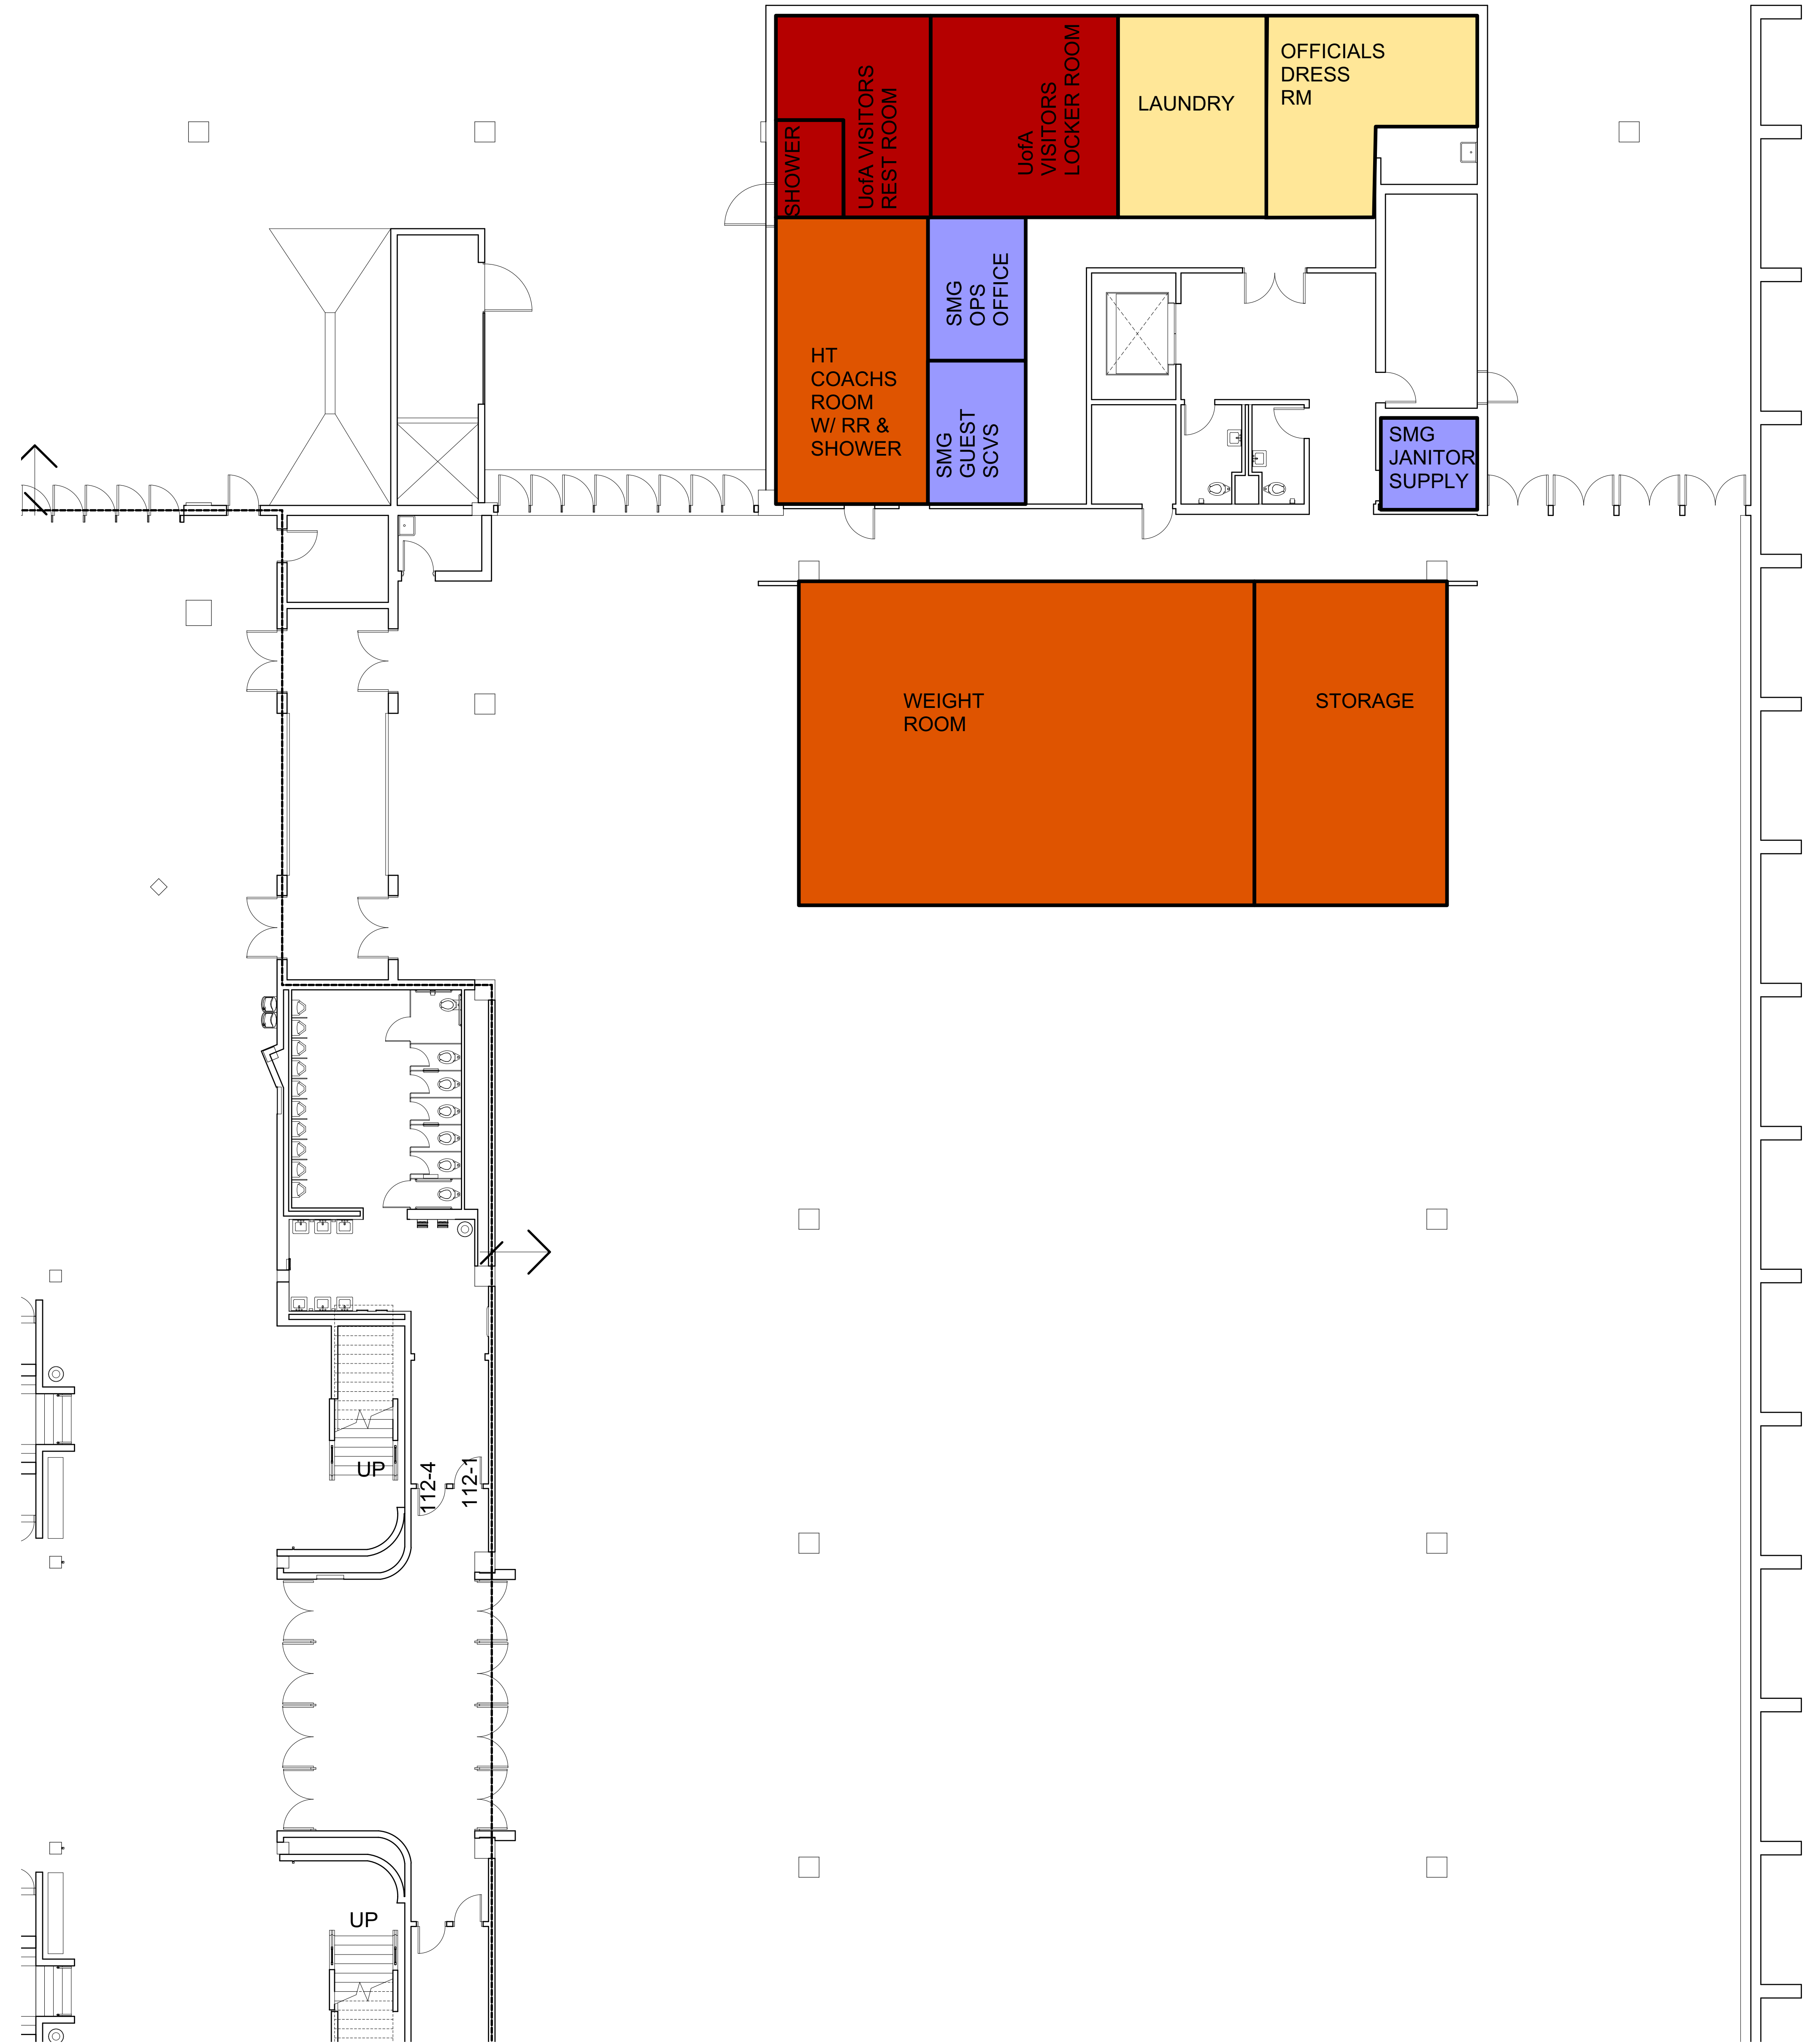 SHOWER
UofA VISITORS
REST ROOM
UofA
VISITORS
LOCKER ROOM
LAUNDRY
OFFICIALS
DRESS
RM
HT
COACHS
ROOM
W/ RR &
SHOWER
SMG
OPS
OFFICE
SMG
GUEST
SCVS
SMG
JANITOR
SUPPLY
WEIGHT
ROOM
STORAGE
UP
112-4
112-1
UP